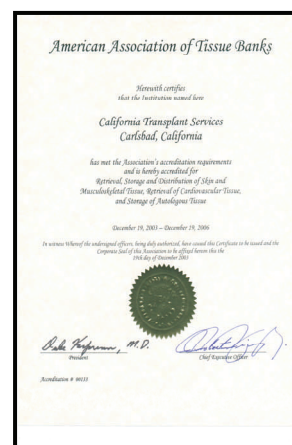 American Association of Tissue Banks
Herewith certifies
that the Institution named here
California Transplant Services
Carlsbad, California
has met the Association's accreditation requirements
and is hereby accredited for
Retrieval, Storage and Distribution of Skin and
Musculoskeletal Tissue, Retrieval of Cardiovascular Tissue,
and Storage of Autologous Tissue
December 19, 2003 – December 19, 2006
In witness Whereof the undersigned officers, being duly authorized, have caused this Certificate to be issued and the
Corporate Seal of this Association to be affixed hereon this the
19th day of December 2003
M.D.
President
Chief Executive Officer
Accreditation # 00133